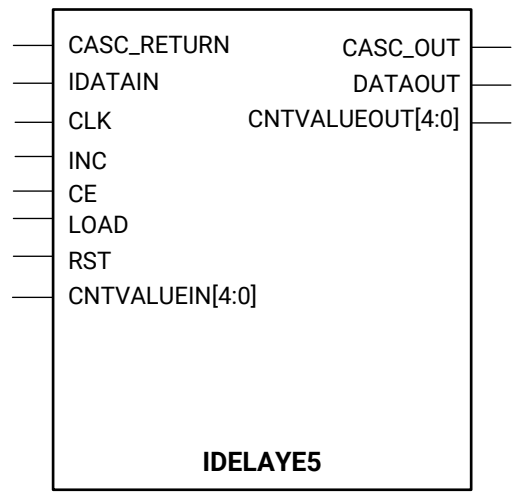 CASC_RETURN
CASC_OUT
IDATAIN
DATAOUT
CLK
CNTVALUEOUT[4:0]
INC
CE
LOAD
RST
CNTVALUEIN[4:0]
IDELAYE5